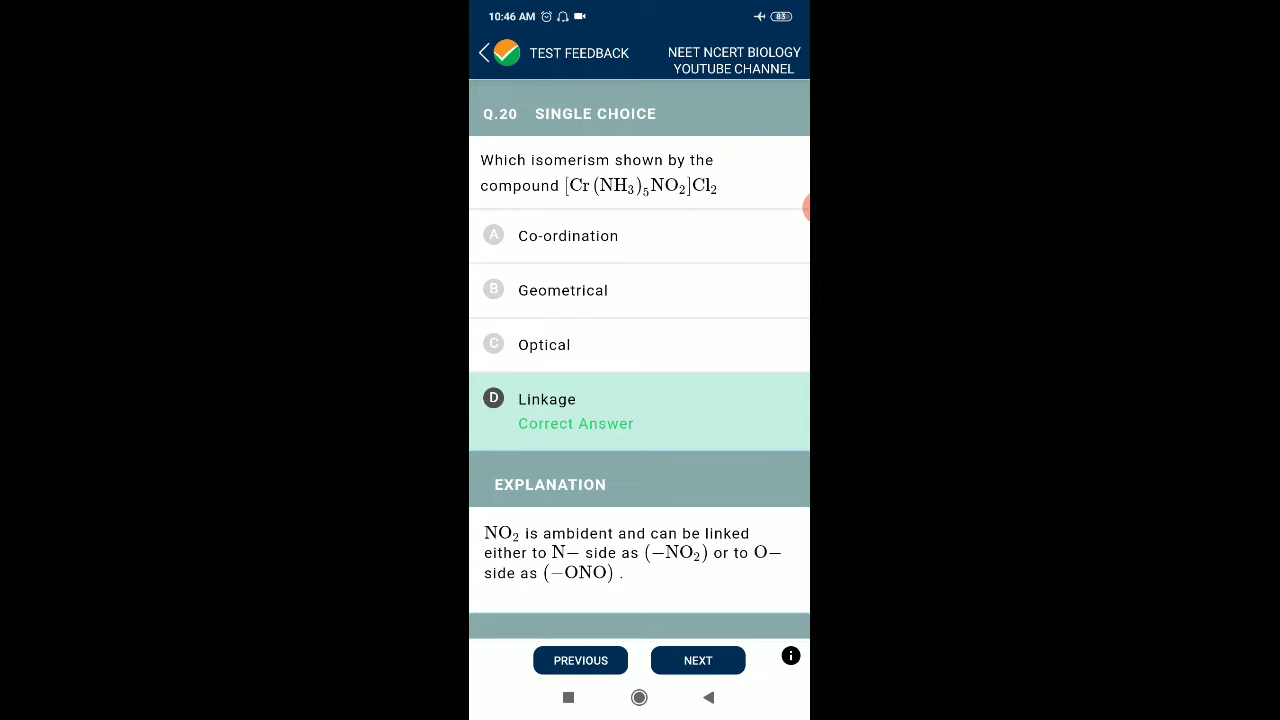 10:46 AM 83
TEST FEEDBACK
NEET NCERT BIOLOGY
YOUTUBE CHANNEL
Q.20 SINGLE CHOICE
Which isomerism shown by the
compound [Cr (NH₃)₅NO₂]Cl₂
A Co-ordination
B Geometrical
C Optical
D Linkage
Correct Answer
EXPLANATION
NO₂ is ambident and can be linked
either to N− side as (−NO₂) or to O−
side as (−ONO) .
PREVIOUS NEXT i